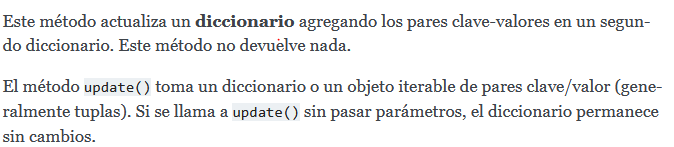 Este método actualiza un diccionario agregando los pares clave-valores en un segun-
do diccionario. Este método no devuelve nada.
El método update() toma un diccionario o un objeto iterable de pares clave/valor (gene-
ralmente tuplas). Si se llama a update() sin pasar parámetros, el diccionario permanece
sin cambios.